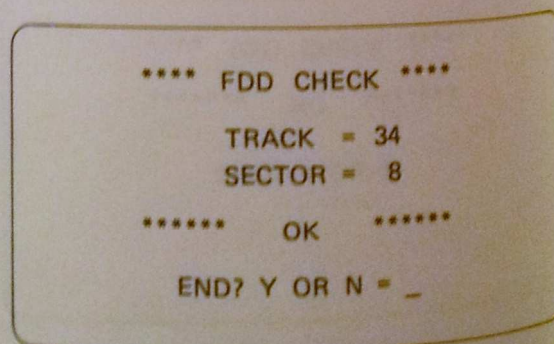 **** FDD CHECK ****
TRACK = 34
SECTOR = 8
****** OK ******
END? Y OR N = _